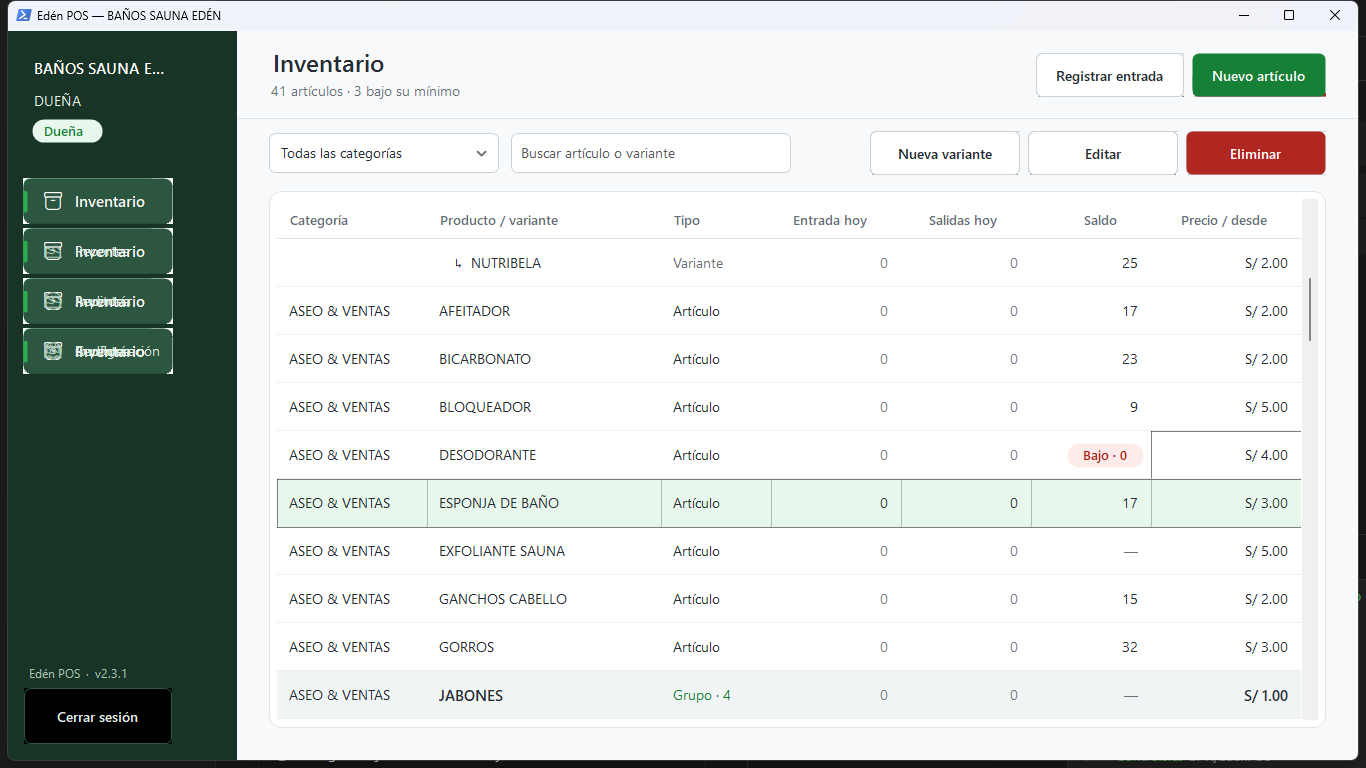 Edén POS — BAÑOS SAUNA EDÉN
BAÑOS SAUNA E...
DUEÑA
Dueña
Inventario
Inventario
Inventario
Inventario
Edén POS · v2.3.1
Cerrar sesión
Inventario
41 artículos · 3 bajo su mínimo
Registrar entrada
Nuevo artículo
Todas las categorías
Buscar artículo o variante
Nueva variante
Editar
Eliminar
Categoría Producto / variante Tipo Entrada hoy Salidas hoy Saldo Precio / desde
↳ NUTRIBELA Variante 0 0 25 S/ 2.00
ASEO & VENTAS AFEITADOR Artículo 0 0 17 S/ 2.00
ASEO & VENTAS BICARBONATO Artículo 0 0 23 S/ 2.00
ASEO & VENTAS BLOQUEADOR Artículo 0 0 9 S/ 5.00
ASEO & VENTAS DESODORANTE Artículo 0 0 Bajo · 0 S/ 4.00
ASEO & VENTAS ESPONJA DE BAÑO Artículo 0 0 17 S/ 3.00
ASEO & VENTAS EXFOLIANTE SAUNA Artículo 0 0 — S/ 5.00
ASEO & VENTAS GANCHOS CABELLO Artículo 0 0 15 S/ 2.00
ASEO & VENTAS GORROS Artículo 0 0 32 S/ 3.00
ASEO & VENTAS JABONES Grupo · 4 0 0 — S/ 1.00